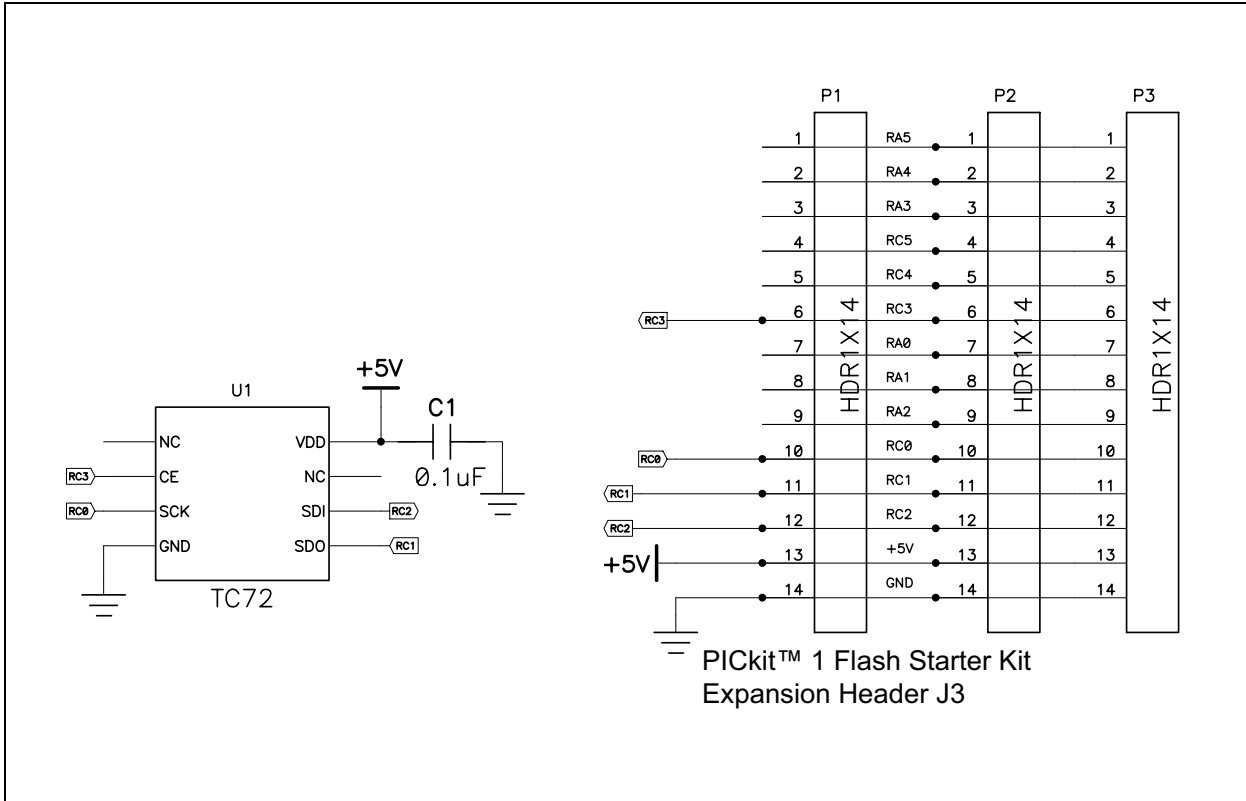 +5V
U1
C1
0.1uF
NC
VDD
RC3
CE
NC
RC0
SCK
SDI
RC2
GND
SDO
RC1
TC72
P1
P2
P3
1
RA5
1
1
2
RA4
2
2
3
RA3
3
3
4
RC5
4
4
5
RC4
5
5
RC3
6
RC3
6
6
7
RA0
7
7
8
RA1
8
8
9
RA2
9
9
RC0
10
RC0
10
10
RC1
11
RC1
11
11
RC2
12
RC2
12
12
+5V
13
+5V
13
13
14
GND
14
14
HDR1X14
HDR1X14
HDR1X14
PICkit™ 1 Flash Starter Kit
Expansion Header J3